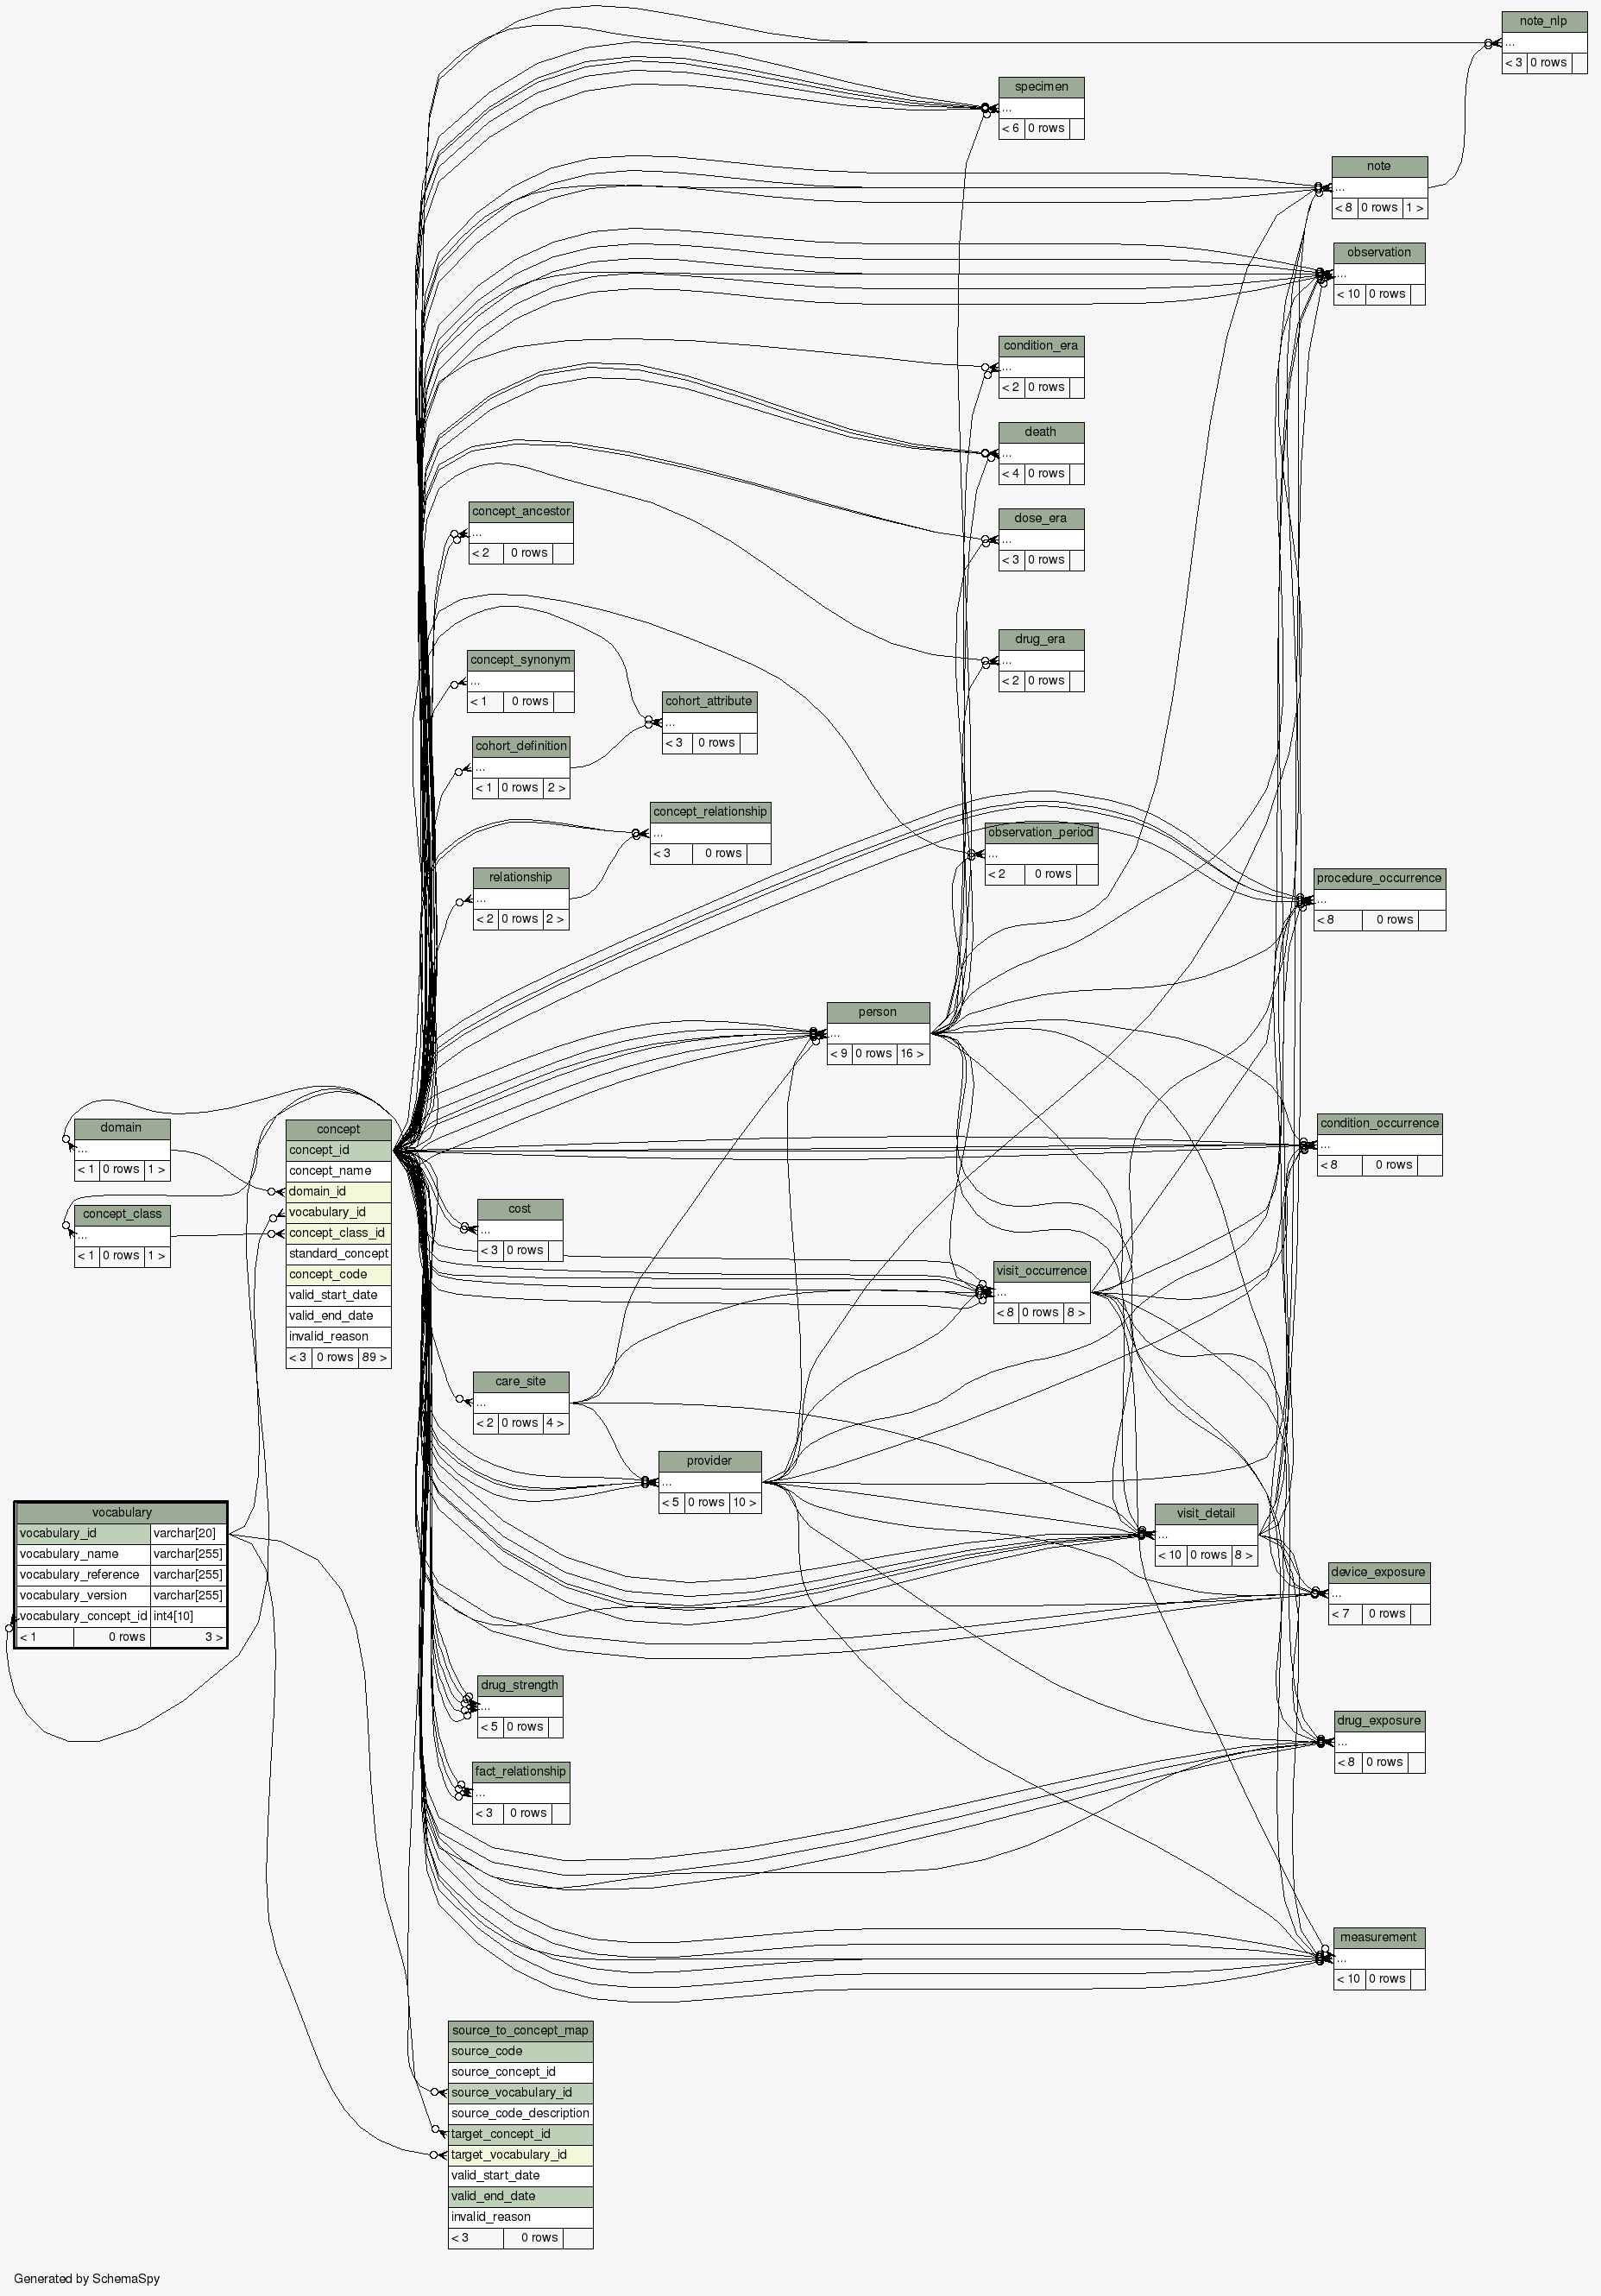 note_nlp
...
< 3 0 rows
specimen
...
< 6 0 rows
note
...
< 8 0 rows 1 >
observation
...
< 10 0 rows
condition_era
...
< 2 0 rows
death
...
< 4 0 rows
concept_ancestor
...
< 2 0 rows
dose_era
...
< 3 0 rows
drug_era
...
< 2 0 rows
concept_synonym
...
< 1 0 rows
cohort_attribute
...
< 3 0 rows
cohort_definition
...
< 1 0 rows 2 >
concept_relationship
...
< 3 0 rows
observation_period
...
< 2 0 rows
relationship
...
< 2 0 rows 2 >
procedure_occurrence
...
< 8 0 rows
person
...
< 9 0 rows 16 >
domain
...
< 1 0 rows 1 >
concept
concept_id
concept_name
domain_id
vocabulary_id
concept_class_id
standard_concept
concept_code
valid_start_date
valid_end_date
invalid_reason
< 3 0 rows 89 >
condition_occurrence
...
< 8 0 rows
concept_class
...
< 1 0 rows 1 >
cost
...
< 3 0 rows
visit_occurrence
...
< 8 0 rows 8 >
care_site
...
< 2 0 rows 4 >
provider
...
< 5 0 rows 10 >
vocabulary
vocabulary_id varchar[20]
vocabulary_name varchar[255]
vocabulary_reference varchar[255]
vocabulary_version varchar[255]
vocabulary_concept_id int4[10]
< 1 0 rows 3 >
visit_detail
...
< 10 0 rows 8 >
device_exposure
...
< 7 0 rows
drug_strength
...
< 5 0 rows
drug_exposure
...
< 8 0 rows
fact_relationship
...
< 3 0 rows
measurement
...
< 10 0 rows
source_to_concept_map
source_code
source_concept_id
source_vocabulary_id
source_code_description
target_concept_id
target_vocabulary_id
valid_start_date
valid_end_date
invalid_reason
< 3 0 rows
Generated by SchemaSpy